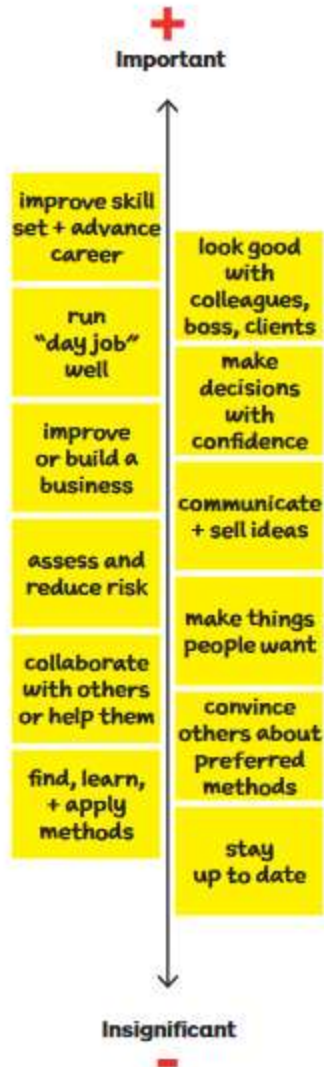 +
Important
improve skill
set + advance
career
look good
with
colleagues,
boss, clients
run
"day job"
well
make
decisions
with
confidence
improve
or build a
business
communicate
+ sell ideas
assess and
reduce risk
make things
people want
collaborate
with others
or help them
convince
others about
preferred
methods
find, learn,
+ apply
methods
stay
up to date
Insignificant
-